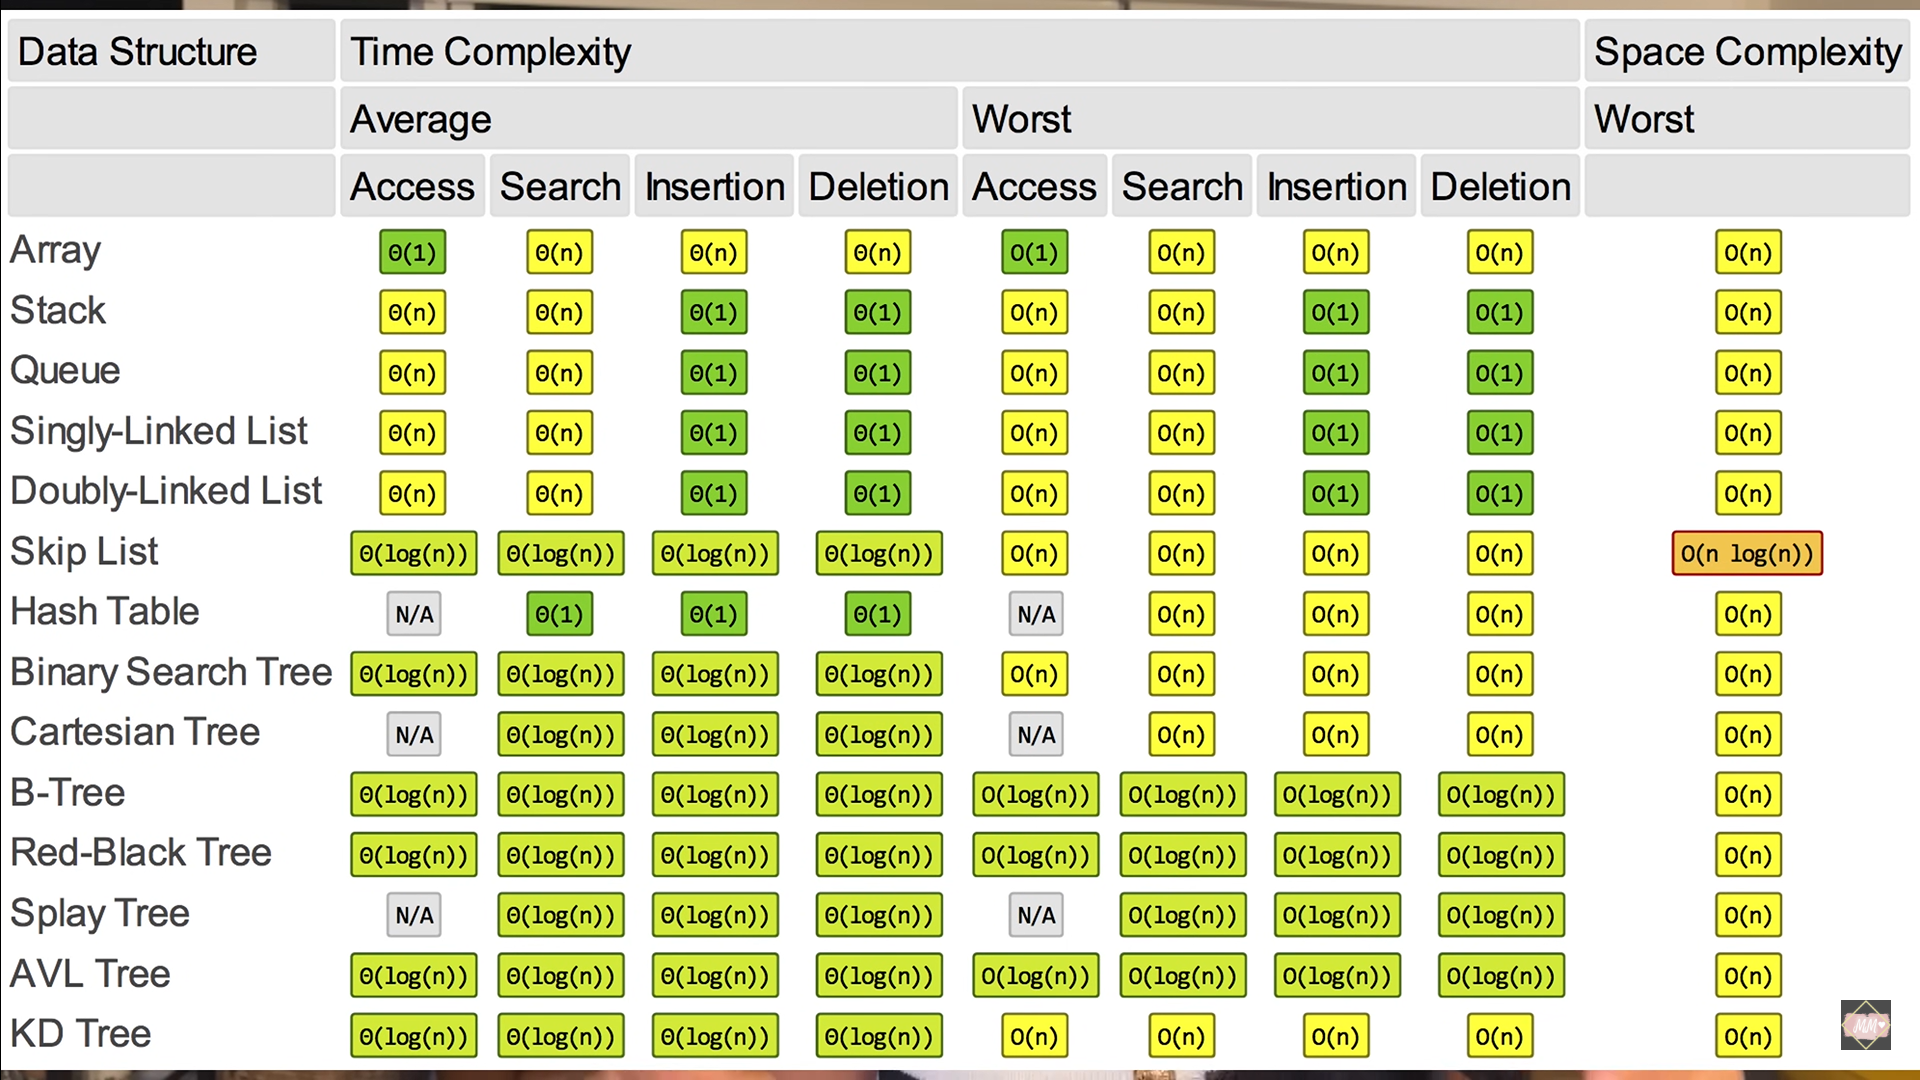 Data Structure Time Complexity Space Complexity
Average Worst Worst
Access Search Insertion Deletion Access Search Insertion Deletion
Array Θ(1) Θ(n) Θ(n) Θ(n) O(1) O(n) O(n) O(n) O(n)
Stack Θ(n) Θ(n) Θ(1) Θ(1) O(n) O(n) O(1) O(1) O(n)
Queue Θ(n) Θ(n) Θ(1) Θ(1) O(n) O(n) O(1) O(1) O(n)
Singly-Linked List Θ(n) Θ(n) Θ(1) Θ(1) O(n) O(n) O(1) O(1) O(n)
Doubly-Linked List Θ(n) Θ(n) Θ(1) Θ(1) O(n) O(n) O(1) O(1) O(n)
Skip List Θ(log(n)) Θ(log(n)) Θ(log(n)) Θ(log(n)) O(n) O(n) O(n) O(n) O(n log(n))
Hash Table N/A Θ(1) Θ(1) Θ(1) N/A O(n) O(n) O(n) O(n)
Binary Search Tree Θ(log(n)) Θ(log(n)) Θ(log(n)) Θ(log(n)) O(n) O(n) O(n) O(n) O(n)
Cartesian Tree N/A Θ(log(n)) Θ(log(n)) Θ(log(n)) N/A O(n) O(n) O(n) O(n)
B-Tree Θ(log(n)) Θ(log(n)) Θ(log(n)) Θ(log(n)) O(log(n)) O(log(n)) O(log(n)) O(log(n)) O(n)
Red-Black Tree Θ(log(n)) Θ(log(n)) Θ(log(n)) Θ(log(n)) O(log(n)) O(log(n)) O(log(n)) O(log(n)) O(n)
Splay Tree N/A Θ(log(n)) Θ(log(n)) Θ(log(n)) N/A O(log(n)) O(log(n)) O(log(n)) O(n)
AVL Tree Θ(log(n)) Θ(log(n)) Θ(log(n)) Θ(log(n)) O(log(n)) O(log(n)) O(log(n)) O(log(n)) O(n)
KD Tree Θ(log(n)) Θ(log(n)) Θ(log(n)) Θ(log(n)) O(n) O(n) O(n) O(n) O(n)
MM